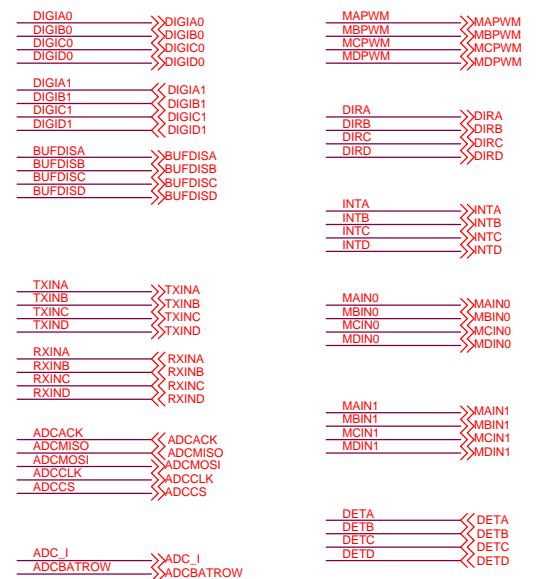 DIGIA0 DIGIA0
DIGIB0 DIGIB0
DIGIC0 DIGIC0
DIGID0 DIGID0
DIGIA1 DIGIA1
DIGIB1 DIGIB1
DIGIC1 DIGIC1
DIGID1 DIGID1
BUFDISA BUFDISA
BUFDISB BUFDISB
BUFDISC BUFDISC
BUFDISD BUFDISD
TXINA TXINA
TXINB TXINB
TXINC TXINC
TXIND TXIND
RXINA RXINA
RXINB RXINB
RXINC RXINC
RXIND RXIND
ADCACK ADCACK
ADCMISO ADCMISO
ADCMOSI ADCMOSI
ADCCLK ADCCLK
ADCCS ADCCS
ADC_I ADC_I
ADCBATROW ADCBATROW
MAPWM MAPWM
MBPWM MBPWM
MCPWM MCPWM
MDPWM MDPWM
DIRA DIRA
DIRB DIRB
DIRC DIRC
DIRD DIRD
INTA INTA
INTB INTB
INTC INTC
INTD INTD
MAIN0 MAIN0
MBIN0 MBIN0
MCIN0 MCIN0
MDIN0 MDIN0
MAIN1 MAIN1
MBIN1 MBIN1
MCIN1 MCIN1
MDIN1 MDIN1
DETA DETA
DETB DETB
DETC DETC
DETD DETD